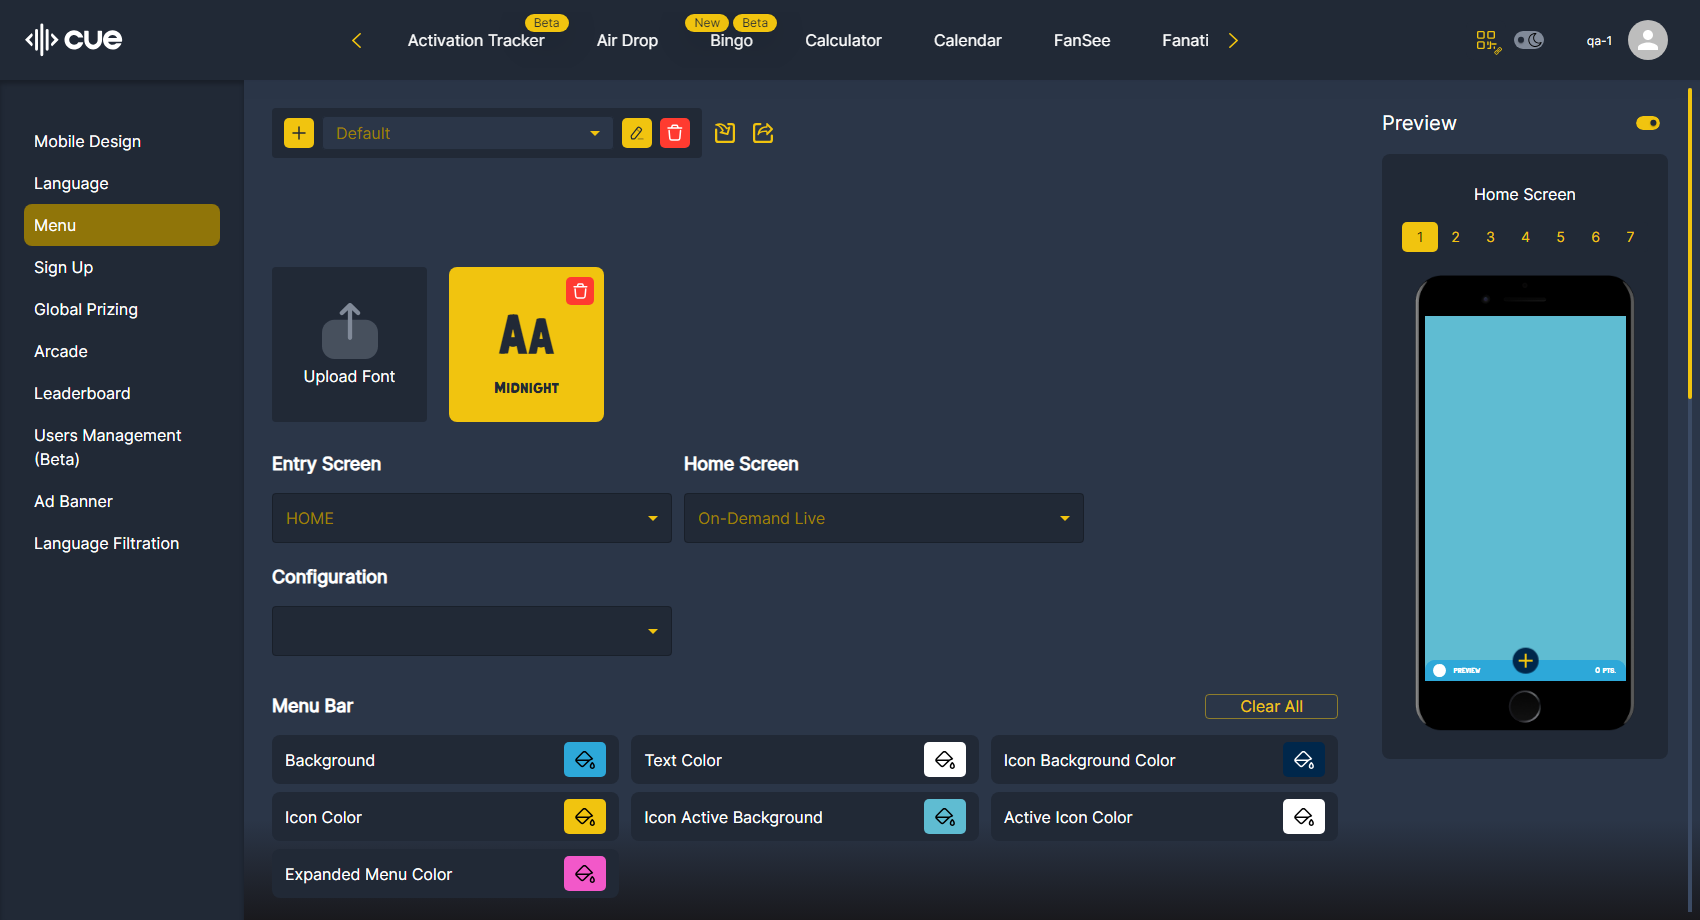 cue
Activation Tracker
Beta
Air Drop
New
Beta
Bingo
Calculator
Calendar
FanSee
Fanati
qa-1
Mobile Design
Language
Menu
Sign Up
Global Prizing
Arcade
Leaderboard
Users Management
(Beta)
Ad Banner
Language Filtration
Default
Upload Font
AA
MIDNIGHT
Entry Screen
HOME
Home Screen
On-Demand Live
Configuration
Menu Bar
Clear All
Background
Text Color
Icon Background Color
Icon Color
Icon Active Background
Active Icon Color
Expanded Menu Color
Preview
Home Screen
1 2 3 4 5 6 7
PREVIEW
0 PTS.